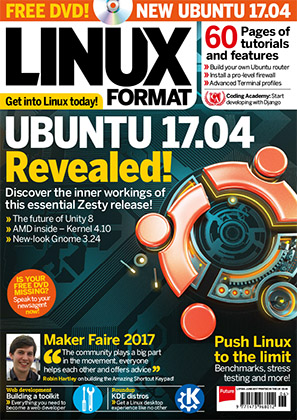 FREE DVD! NEW UBUNTU 17.04
LINUX
FORMAT
60 Pages of
tutorials
and features
» Build your own Ubuntu router
» Install a pro-level firewall
» Advanced Terminal profiles
Get into Linux today!
Coding Academy: Start
developing with Django
UBUNTU 17.04
Revealed!
Discover the inner workings of
this essential Zesty release!
» The future of Unity 8
» AMD inside – Kernel 4.10
» New-look Gnome 3.24
IS YOUR
FREE DVD
MISSING?
Speak to your
newsagent
now!
Maker Faire 2017
“The community plays a big part
in the movement, everyone
helps each other and offers advice”
Robin Hartley on building the Amazing Shortcut Keypad!
Push Linux
to the limit
Benchmarks, stress
testing and more!
Web development
Building a toolkit
» Everything you need to
become a web developer
Roundup
KDE distros
» Get a Linux desktop
experience like no other
Future